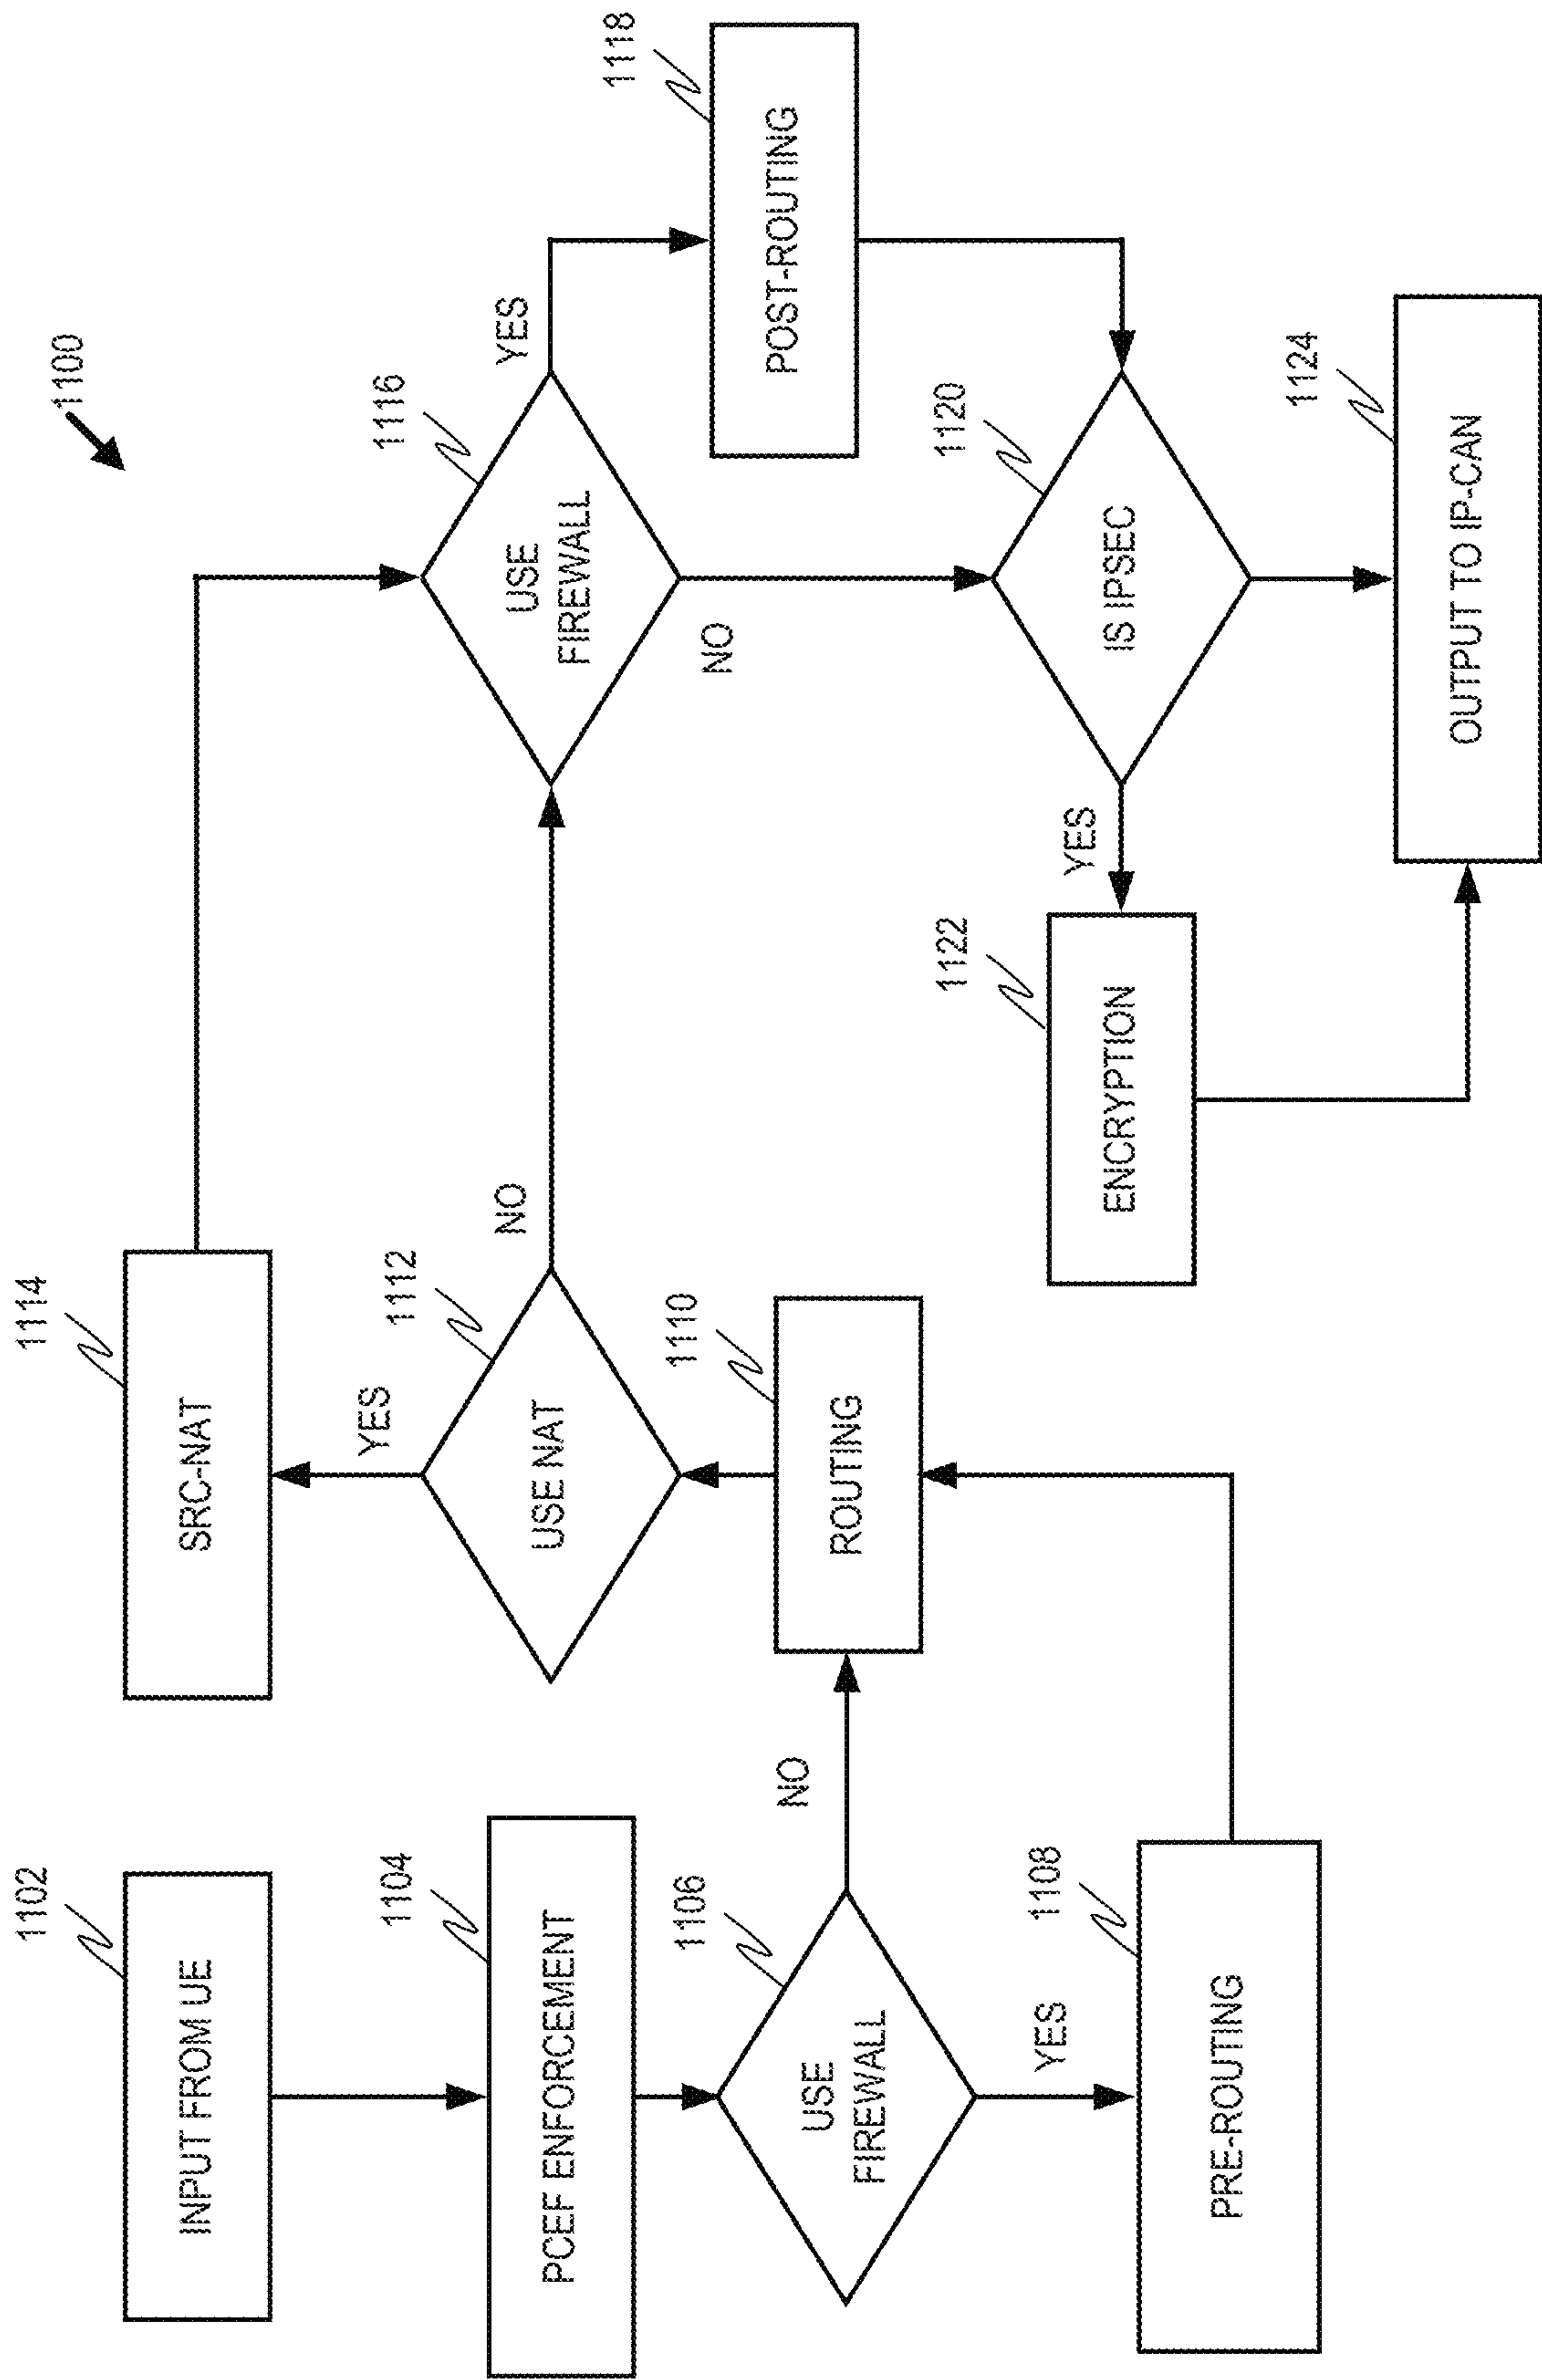 1100
1102
INPUT FROM UE
1104
PCEF ENFORCEMENT
1106
USE
FIREWALL
NO
YES
1108
PRE-ROUTING
1110
ROUTING
1112
USE NAT
YES
NO
1114
SRC-NAT
1116
USE
FIREWALL
YES
NO
1118
POST-ROUTING
1120
IS IPSEC
YES
1122
ENCRYPTION
1124
OUTPUT TO IP-CAN